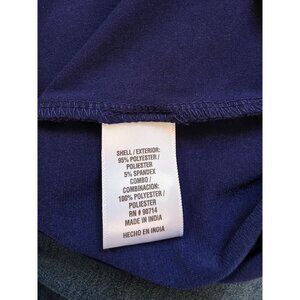 SHELL / EXTERIOR:
95% POLYESTER /
POLIESTER
5% SPANDEX
COMBO /
COMBINACION:
100% POLYESTER /
POLIESTER
RN # 90714
MADE IN INDIA
HECHO EN INDIA